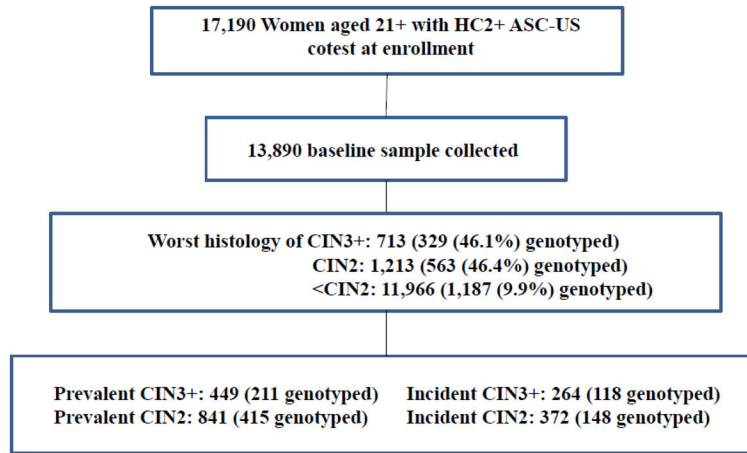 17,190 Women aged 21+ with HC2+ ASC-US
cotest at enrollment
13,890 baseline sample collected
Worst histology of CIN3+: 713 (329 (46.1%) genotyped)
CIN2: 1,213 (563 (46.4%) genotyped)
<CIN2: 11,966 (1,187 (9.9%) genotyped)
Prevalent CIN3+: 449 (211 genotyped) Incident CIN3+: 264 (118 genotyped)
Prevalent CIN2: 841 (415 genotyped) Incident CIN2: 372 (148 genotyped)